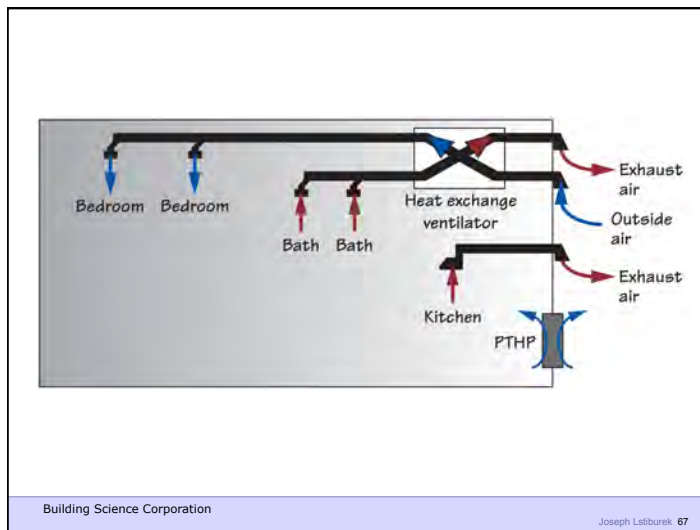 Bedroom
Bedroom
Bath
Bath
Heat exchange
ventilator
Exhaust
air
Outside
air
Kitchen
Exhaust
air
PTHP
Building Science Corporation
Joseph Lstiburek 67